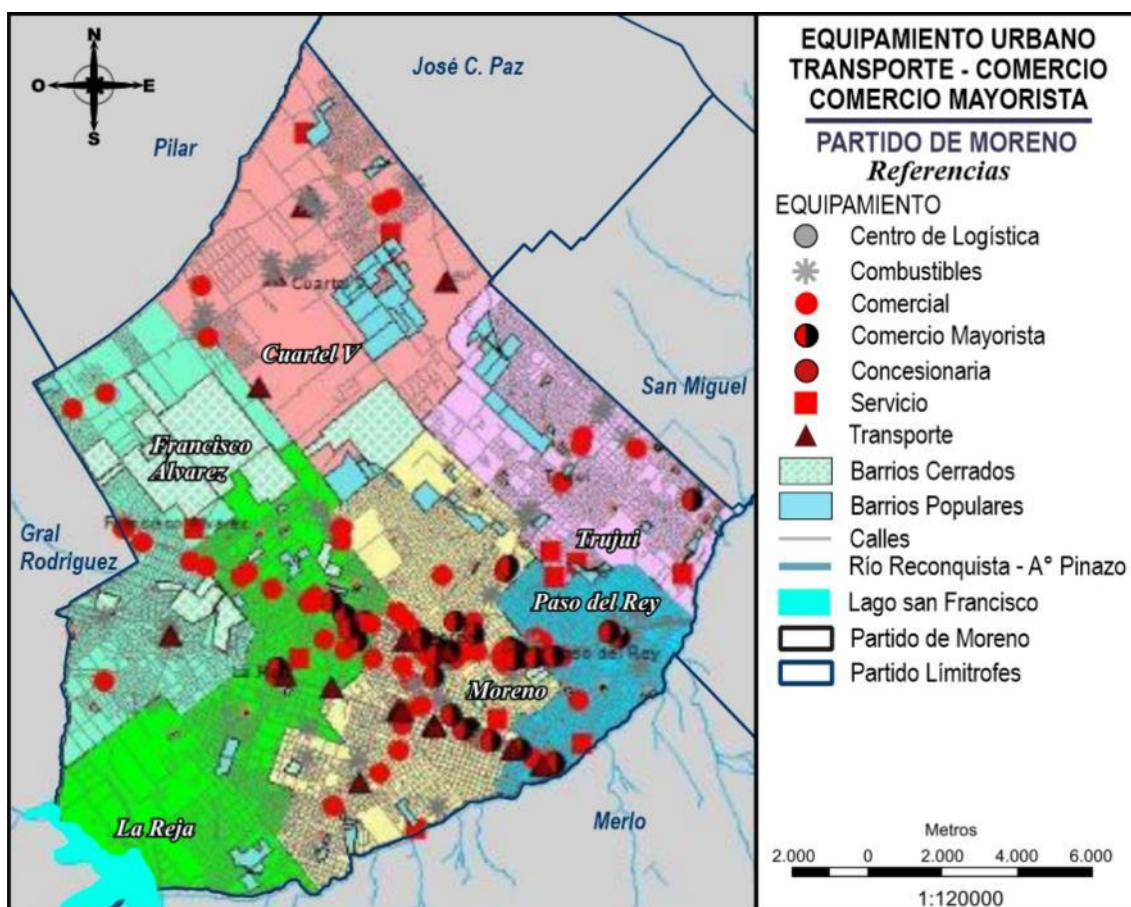 N
O
E
S
José C. Paz
Pilar
Cuartel V
San Miguel
Francisco
Alvarez
Gral
Rodriguez
Trujui
Paso del Rey
Moreno
La Reja
Merlo
EQUIPAMIENTO URBANO
TRANSPORTE - COMERCIO
COMERCIO MAYORISTA
PARTIDO DE MORENO
Referencias
EQUIPAMIENTO
Centro de Logística
Combustibles
Comercial
Comercio Mayorista
Concesionaria
Servicio
Transporte
Barrios Cerrados
Barrios Populares
Calles
Río Reconquista - A° Pinazo
Lago san Francisco
Partido de Moreno
Partido Límitrofes
Metros
2.000 0 2.000 4.000 6.000
1:120000